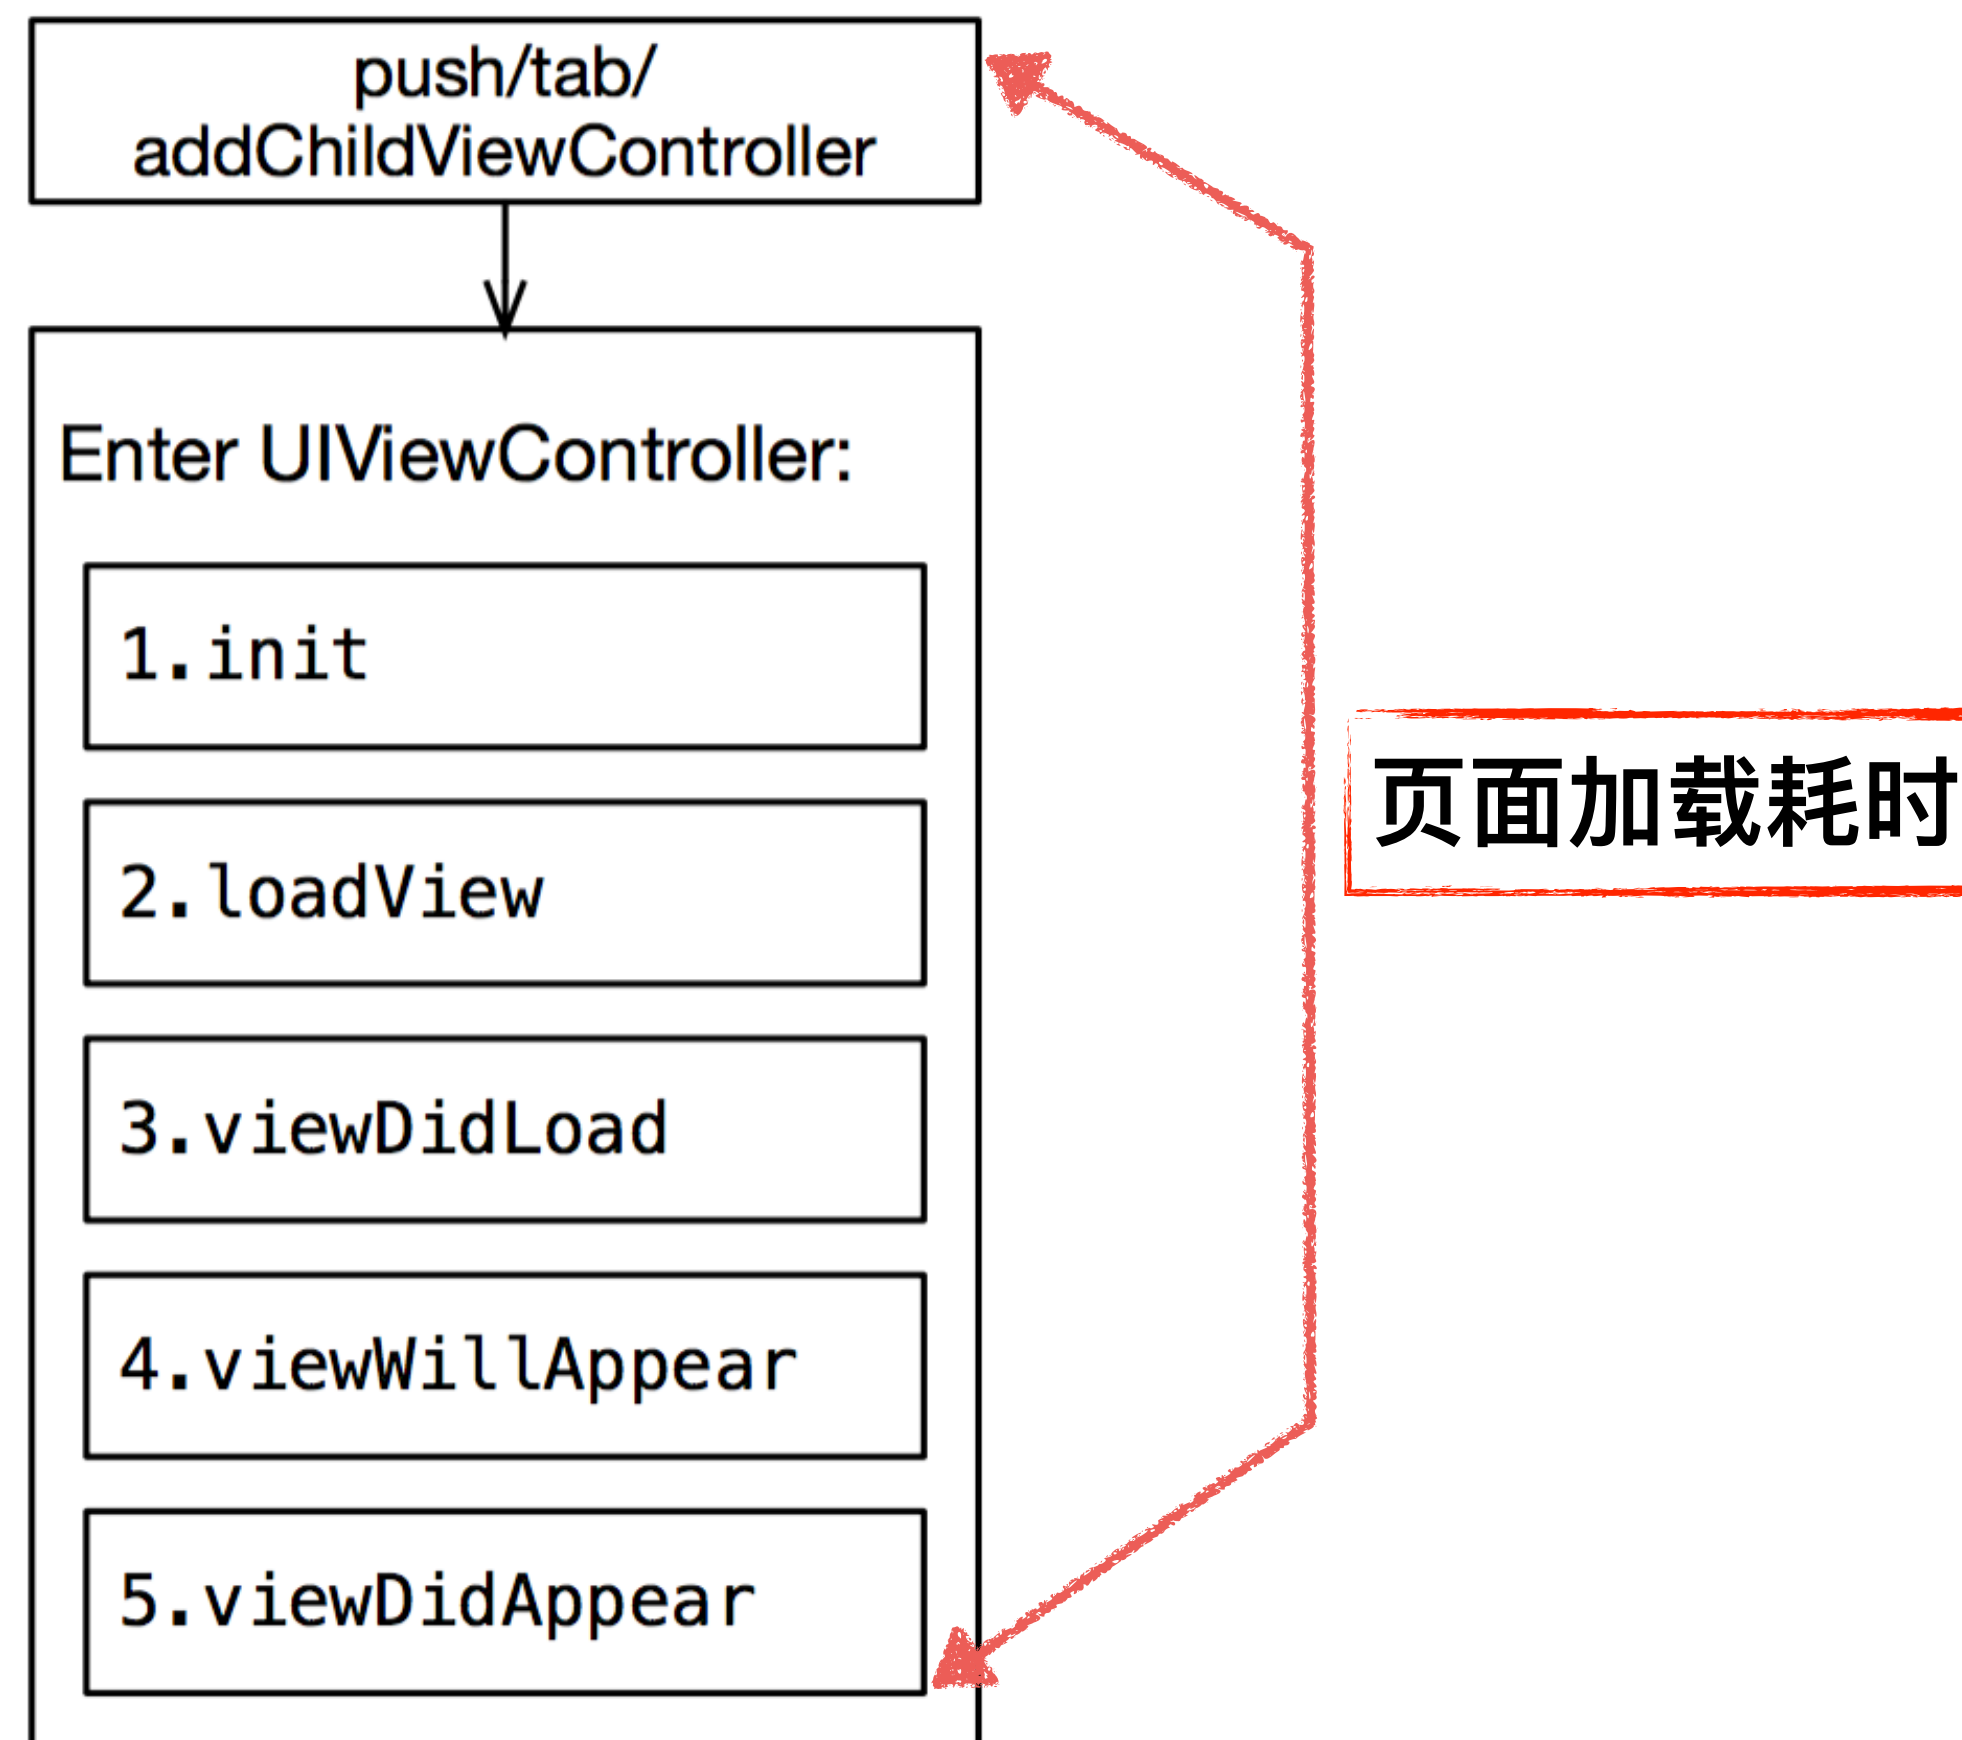 push/tab/
addChildViewController
Enter UIViewController:
1.init
2.loadView
3.viewDidLoad
4.viewWillAppear
5.viewDidAppear
页面加载耗时